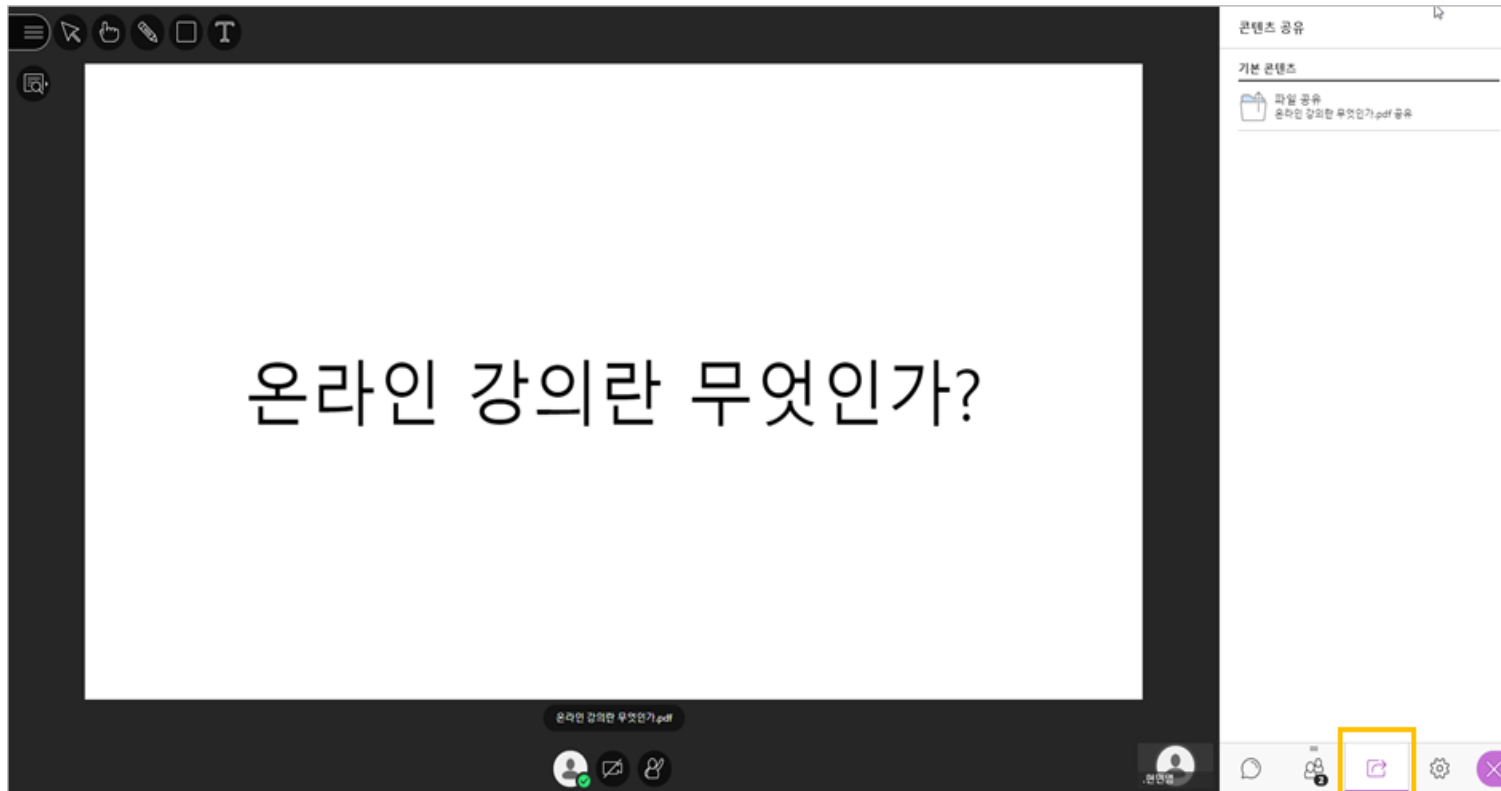 콘텐츠 공유
기본 콘텐츠
파일 공유
온라인 강의란 무엇인가.pdf 공유
온라인 강의란 무엇인가?
온라인 강의란 무엇인가.pdf
2